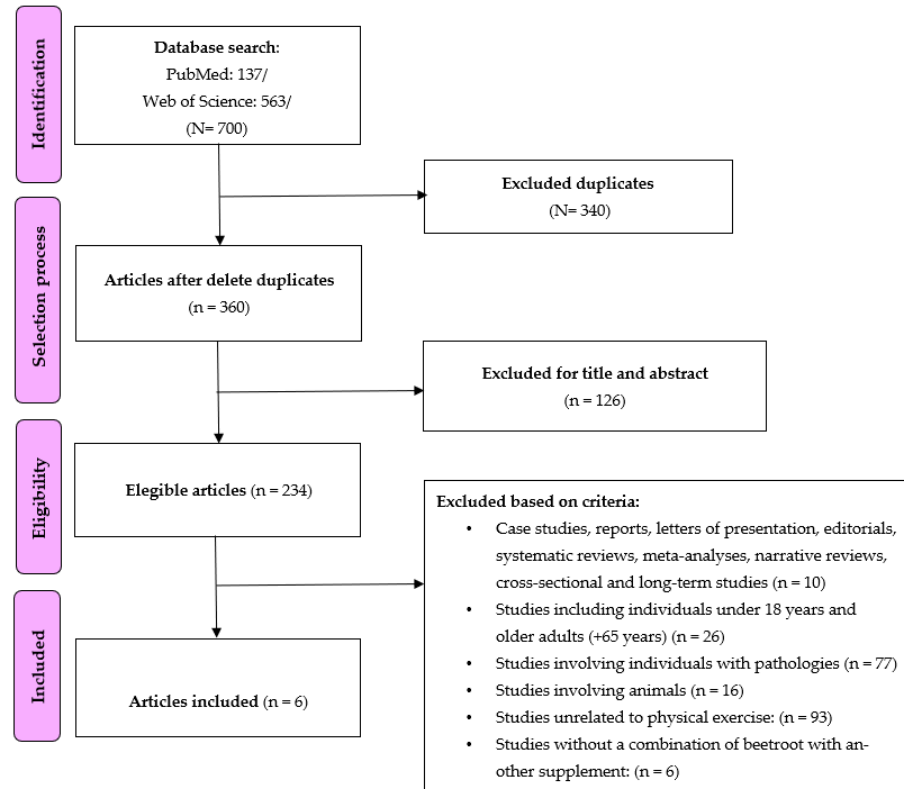 Identification
Database search:
PubMed: 137/
Web of Science: 563/
(N= 700)
Excluded duplicates
(N= 340)
Selection process
Articles after delete duplicates
(n = 360)
Excluded for title and abstract
(n = 126)
Eligibility
Elegible articles (n = 234)
Excluded based on criteria:
• Case studies, reports, letters of presentation, editorials,
systematic reviews, meta-analyses, narrative reviews,
cross-sectional and long-term studies (n = 10)
• Studies including individuals under 18 years and
older adults (+65 years) (n = 26)
• Studies involving individuals with pathologies (n = 77)
• Studies involving animals (n = 16)
• Studies unrelated to physical exercise: (n = 93)
• Studies without a combination of beetroot with an-
other supplement: (n = 6)
Included
Articles included (n = 6)